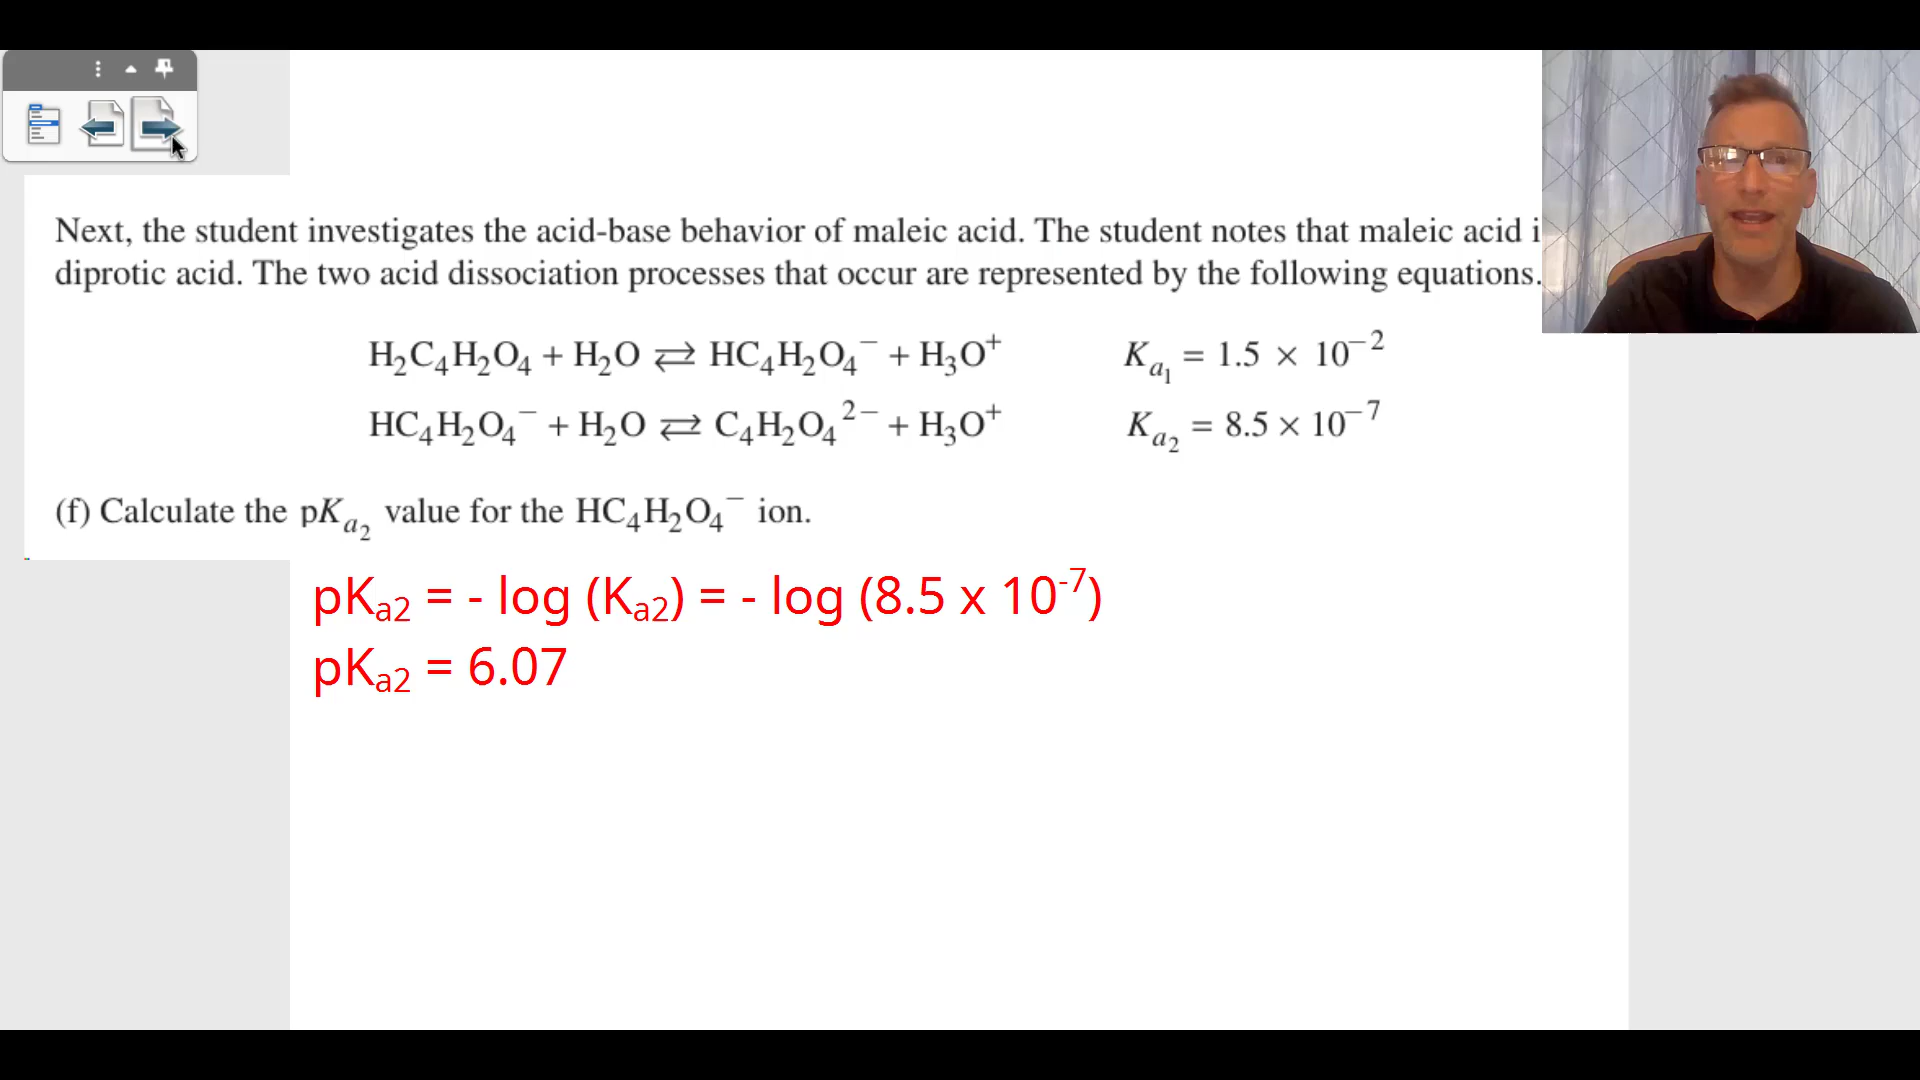 Next, the student investigates the acid-base behavior of maleic acid. The student notes that maleic acid i
diprotic acid. The two acid dissociation processes that occur are represented by the following equations.
H₂C₄H₂O₄ + H₂O ⇄ HC₄H₂O₄⁻ + H₃O⁺ Kₐ₁ = 1.5 × 10⁻²
HC₄H₂O₄⁻ + H₂O ⇄ C₄H₂O₄²⁻ + H₃O⁺ Kₐ₂ = 8.5 × 10⁻⁷
(f) Calculate the pKₐ₂ value for the HC₄H₂O₄⁻ ion.
pKₐ₂ = - log (Kₐ₂) = - log (8.5 x 10⁻⁷)
pKₐ₂ = 6.07